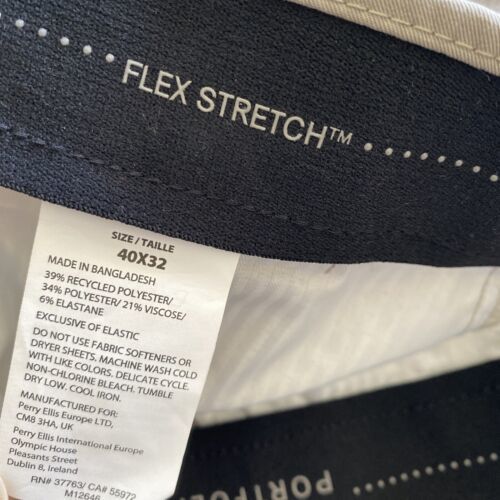 FLEX STRETCH™
SIZE/TAILLE
40X32
MADE IN BANGLADESH
39% RECYCLED POLYESTER/
34% POLYESTER/ 21% VISCOSE/
6% ELASTANE
EXCLUSIVE OF ELASTIC
DO NOT USE FABRIC SOFTENERS OR
DRYER SHEETS. MACHINE WASH COLD
WITH LIKE COLORS. DELICATE CYCLE.
NON-CHLORINE BLEACH. TUMBLE
DRY LOW. COOL IRON.
MANUFACTURED FOR:
Perry Ellis Europe LTD,
CM8 3HA, UK
Perry Ellis International Europe
Olympic House
Pleasants Street
Dublin 8, Ireland
RN# 37763/ CA# 55972
M12646
PORTFOL